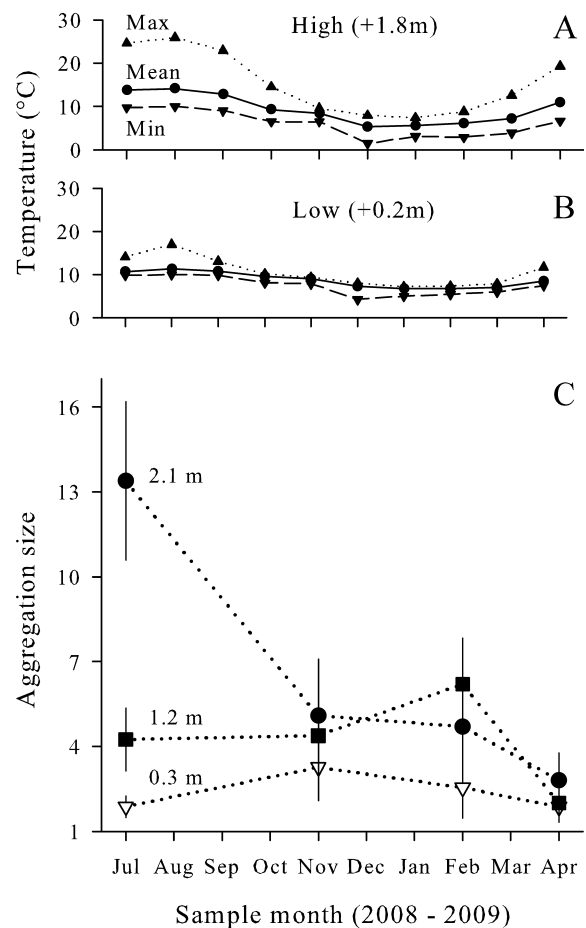 30
Max
High (+1.8m)
A
20
Mean
10
Min
0
Temperature (°C)
30
Low (+0.2m)
B
20
10
0
C
16
2.1 m
13
10
Aggregation size
7
1.2 m
4
0.3 m
1
Jul Aug Sep Oct Nov Dec Jan Feb Mar Apr
Sample month (2008 - 2009)